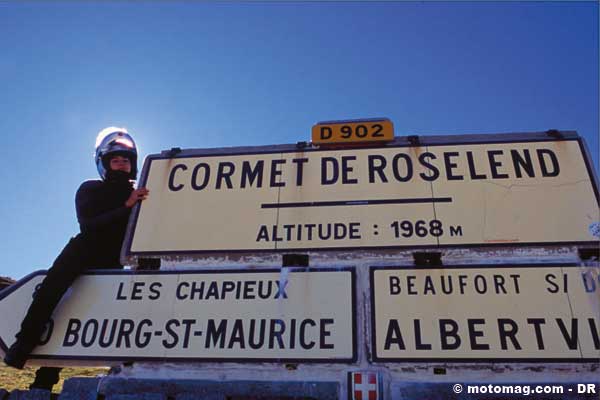 D 902
CORMET DE ROSELEND
ALTITUDE : 1968 M
LES CHAPIEUX
BOURG-ST-MAURICE
BEAUFORT S/D
ALBERTVI
© motomag.com - DR